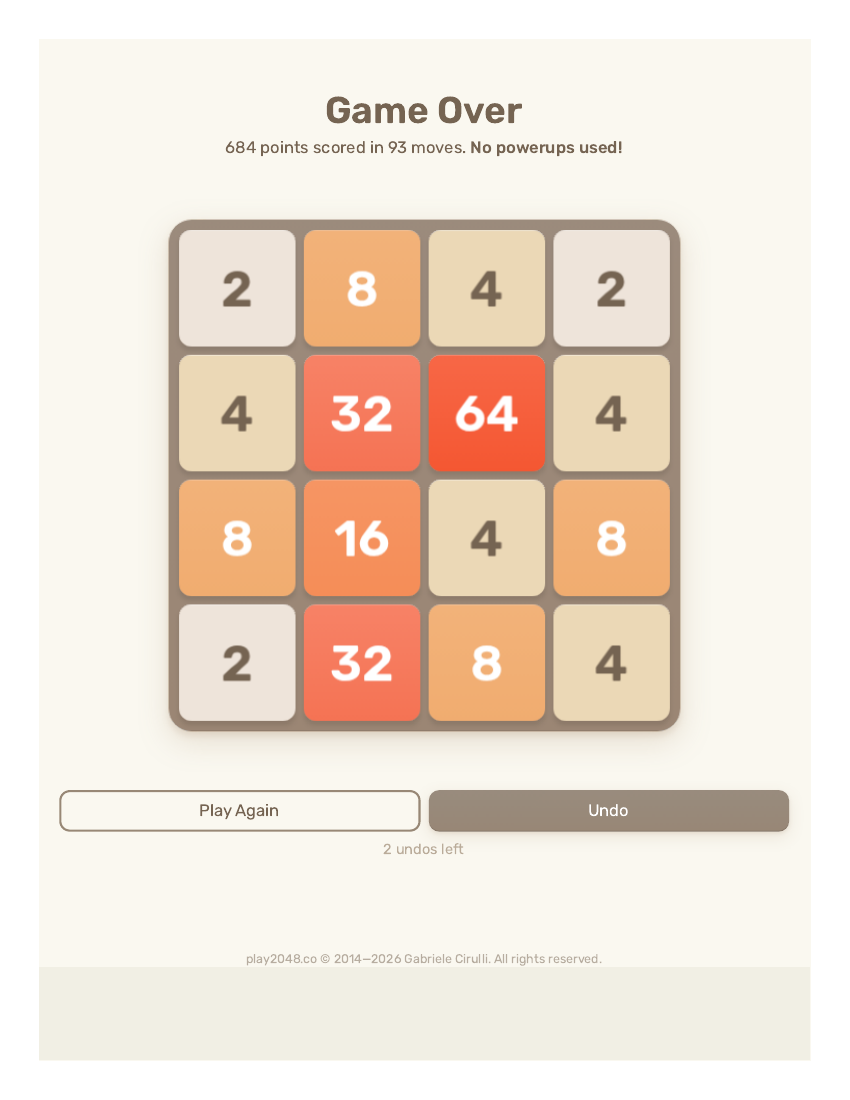 Game Over
684 points scored in 93 moves. No powerups used!
2 8 4 2
4 32 64 4
8 16 4 8
2 32 8 4
Play Again Undo
2 undos left
play2048.co © 2014—2026 Gabriele Cirulli. All rights reserved.